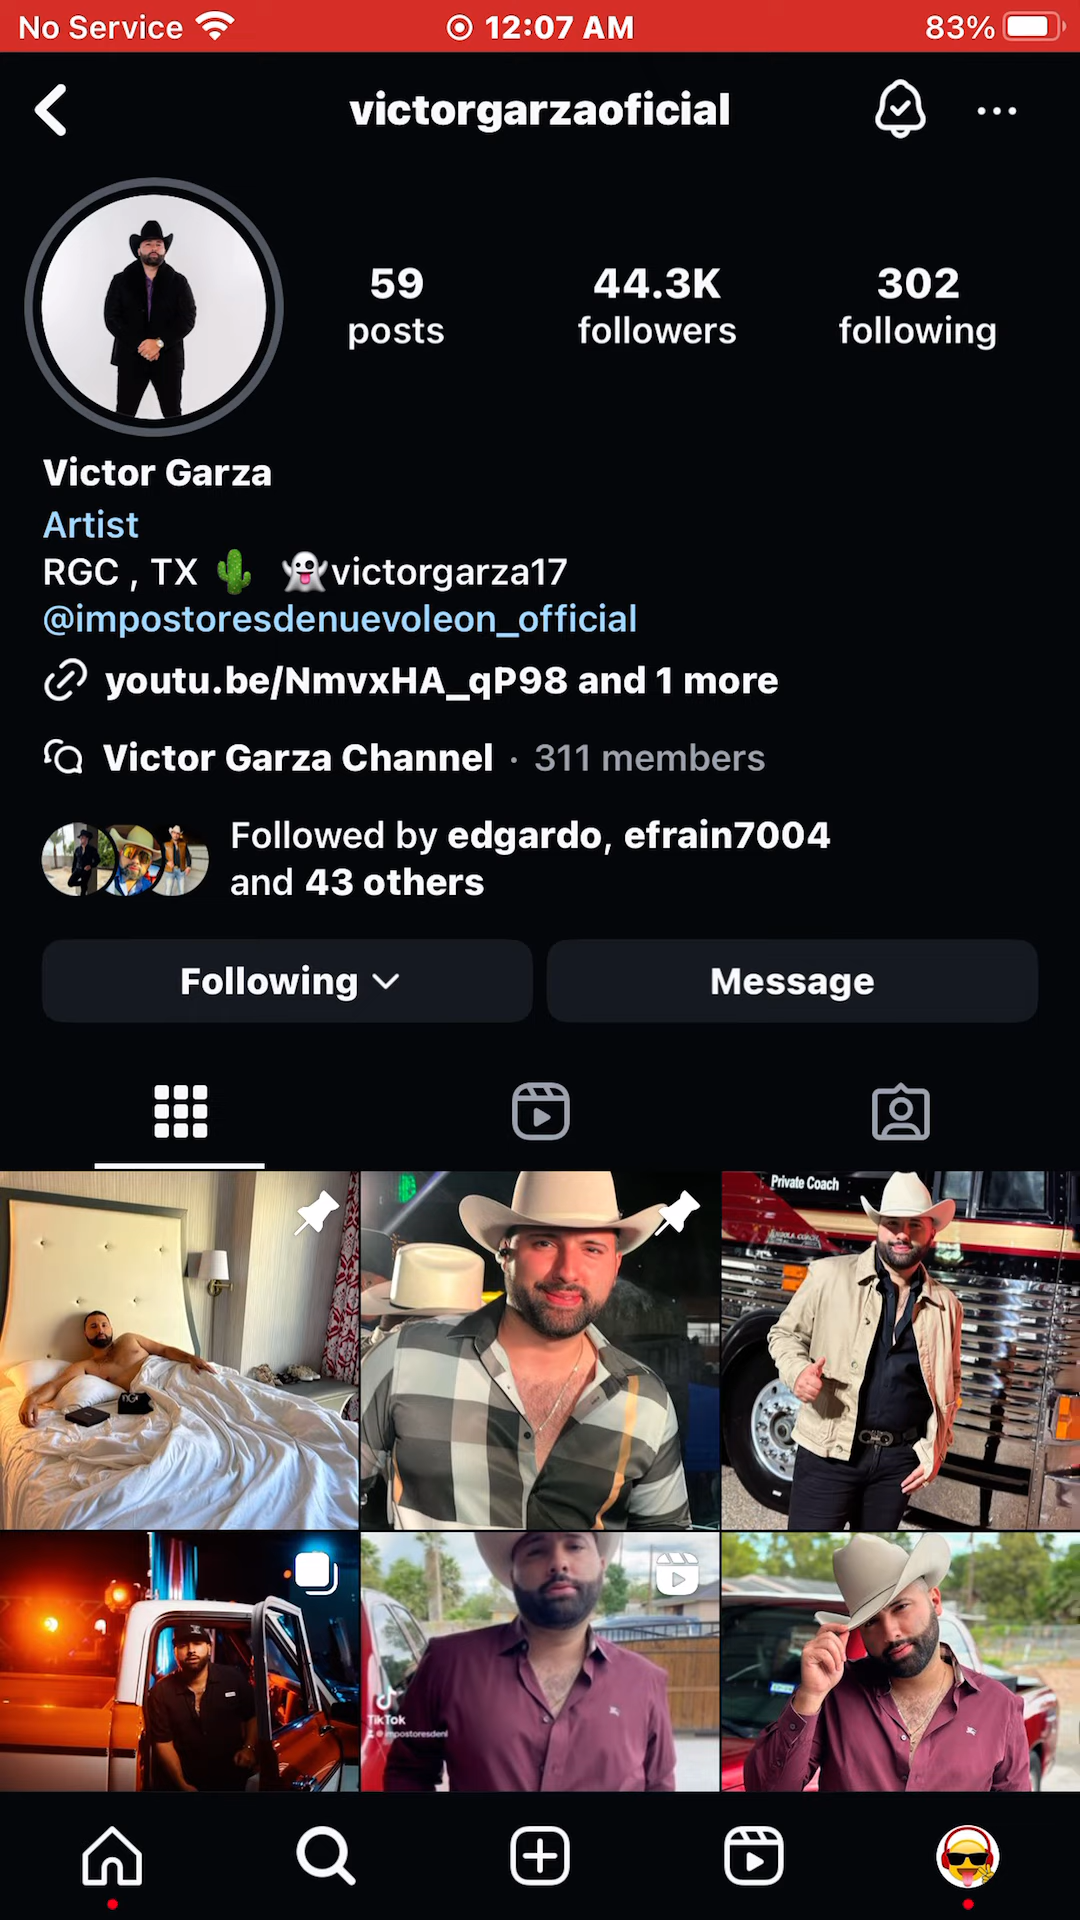 No Service 12:07 AM 83%
victorgarzaoficial
59 44.3K 302
posts followers following
Victor Garza
Artist
RGC , TX 🌵 👻victorgarza17
@impostoresdenuevoleon_official
youtu.be/NmvxHA_qP98 and 1 more
Victor Garza Channel · 311 members
Followed by edgardo, efrain7004
and 43 others
Following Message
Private Coach
TikTok
@impostoresdenl